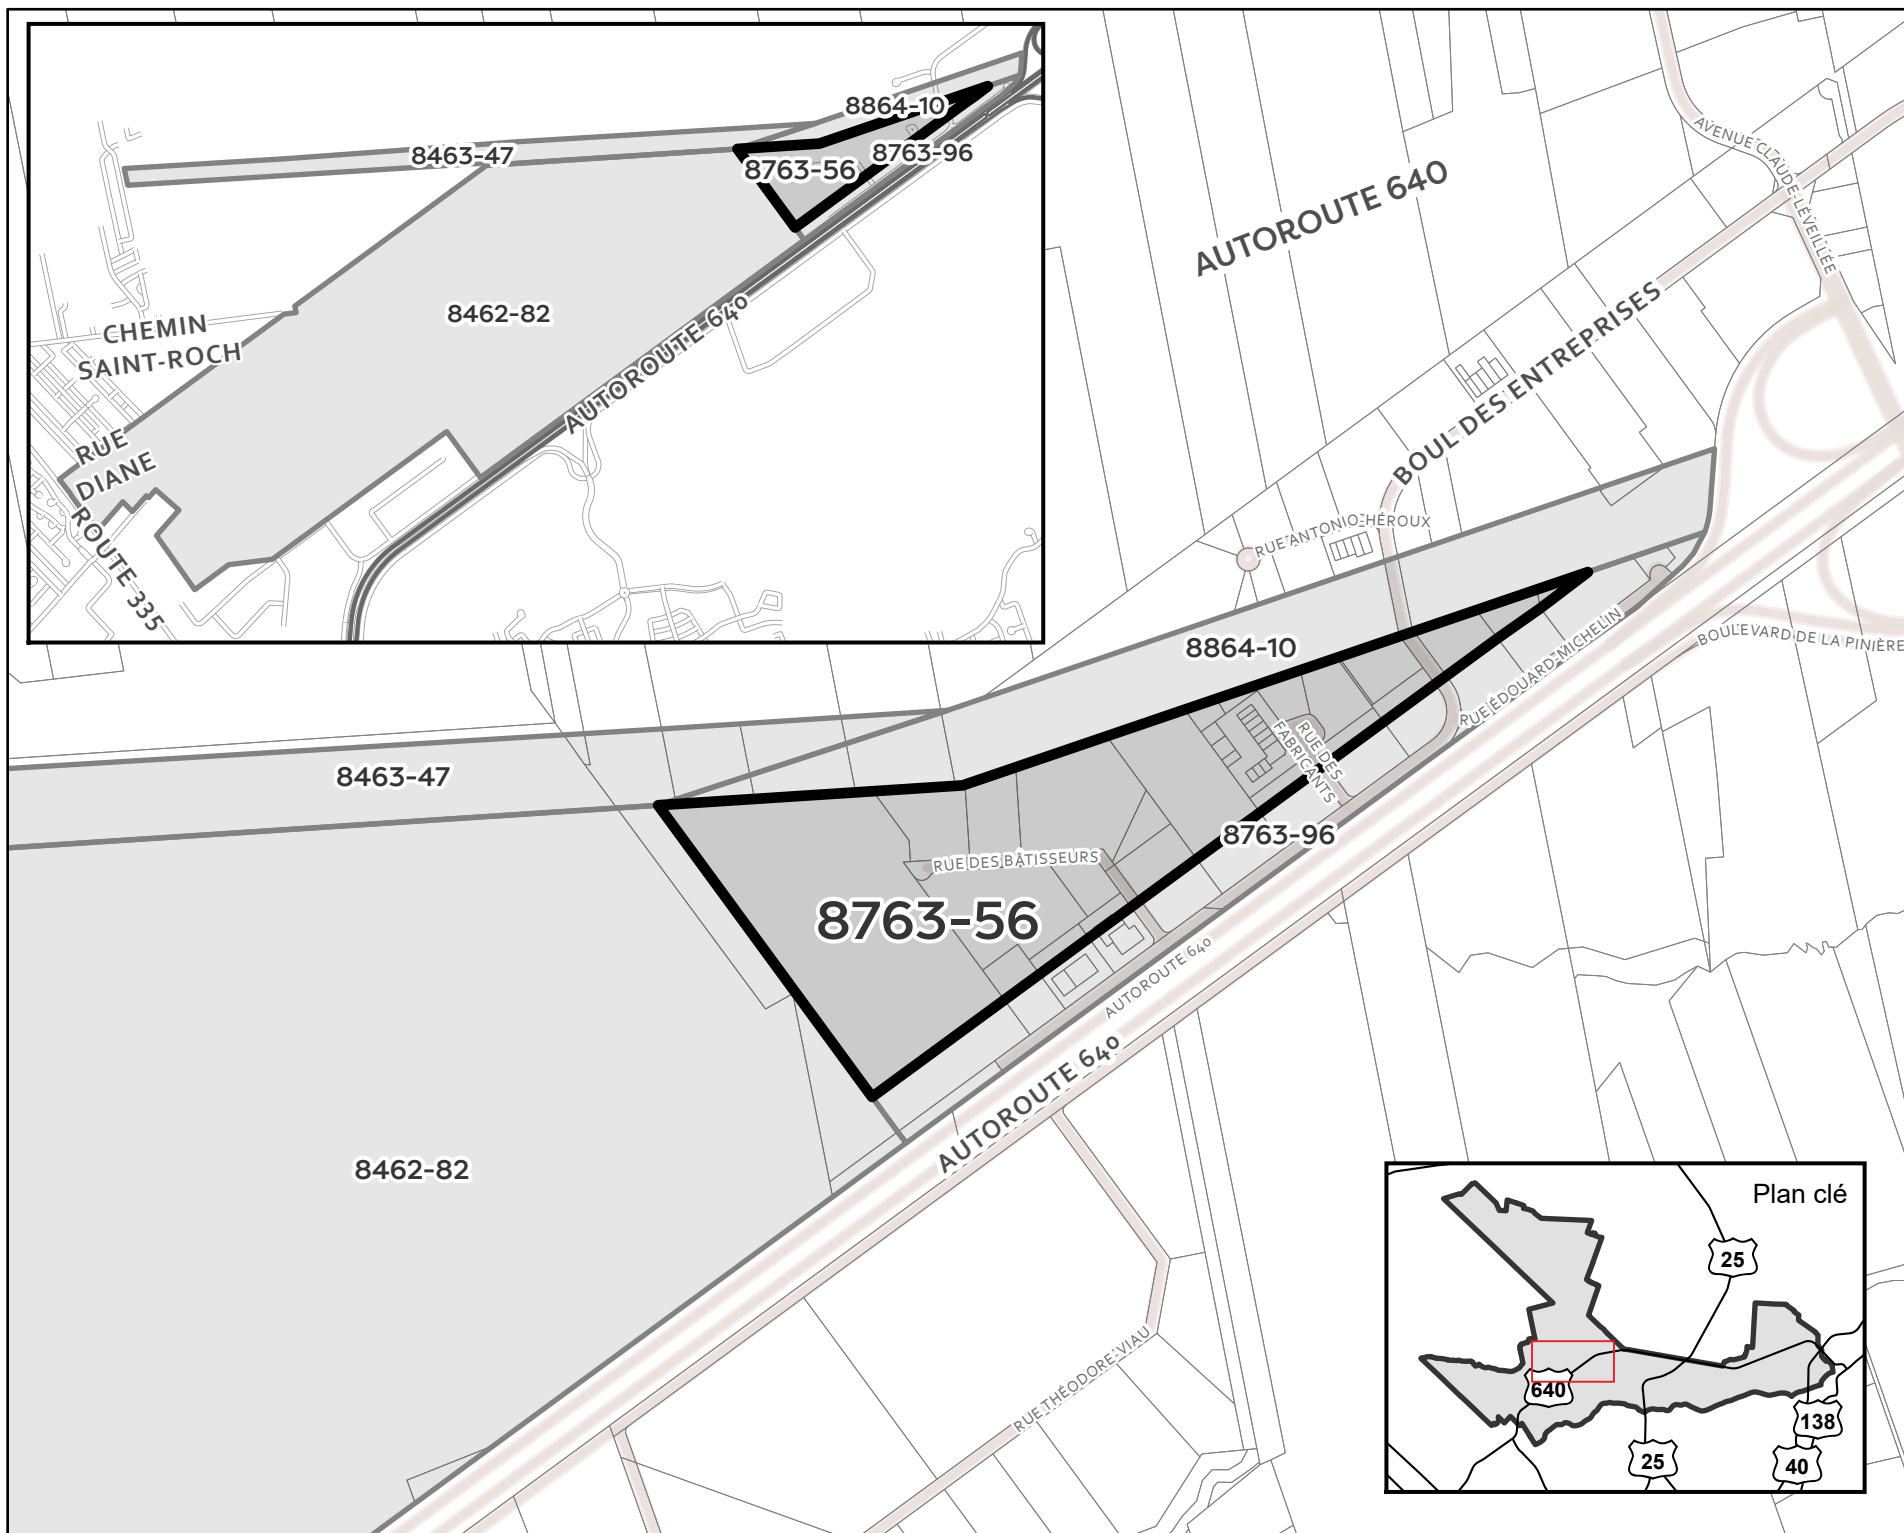 8864-10
8463-47
8763-96
8763-56
8462-82
CHEMIN
SAINT-ROCH
AUTOROUTE 640
RUE
DIANE
ROUTE 335
AUTOROUTE 640
AVENUE CLAUDE-LÉVEILLÉE
BOUL DES ENTREPRISES
RUE ANTONIO-HÉROUX
8864-10
RUE ÉDOUARD-MICHELIN
BOULEVARD DE LA PINIÈRE
8463-47
RUE DES
FABRICANTS
8763-96
RUE DES BÂTISSEURS
8763-56
AUTOROUTE 640
AUTOROUTE 640
8462-82
RUE THÉODORE-VIAU
Plan clé
25
640
138
25
40